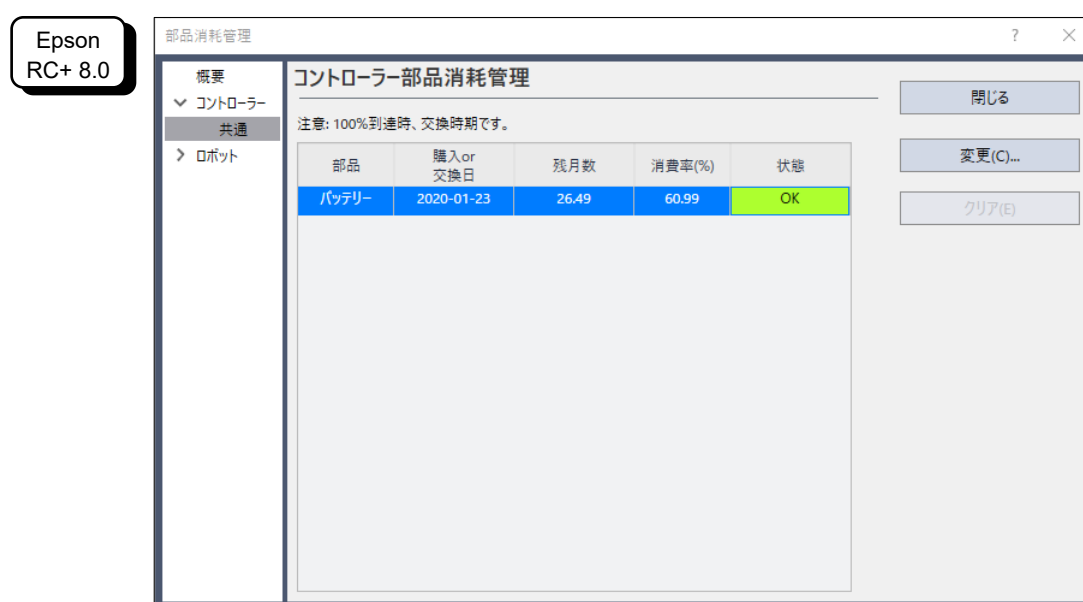 Epson
RC+ 8.0
部品消耗管理
?
概要
コントローラー
共通
ロボット
コントローラー部品消耗管理
注意: 100%到達時、交換時期です。
部品 購入or交換日 残月数 消費率(%) 状態
バッテリー 2020-01-23 26.49 60.99 OK
閉じる
変更(C)...
クリア(E)